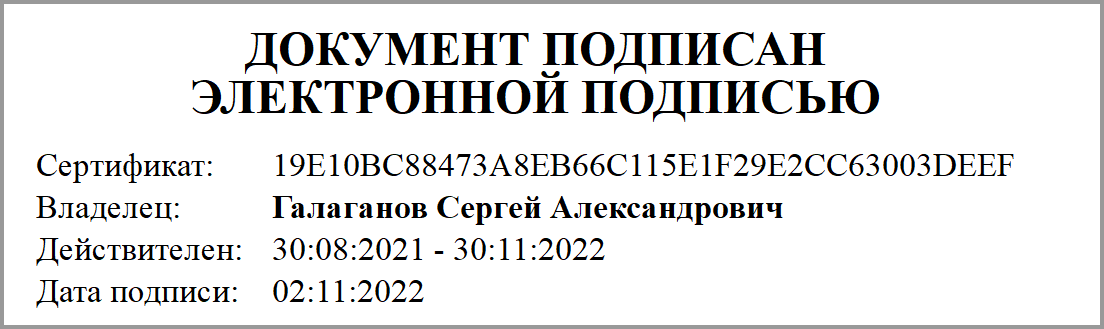 ДОКУМЕНТ ПОДПИСАН
ЭЛЕКТРОННОЙ ПОДПИСЬЮ
Сертификат: 19E10BC88473A8EB66C115E1F29E2CC63003DEEF
Владелец: Галаганов Сергей Александрович
Действителен: 30:08:2021 - 30:11:2022
Дата подписи: 02:11:2022